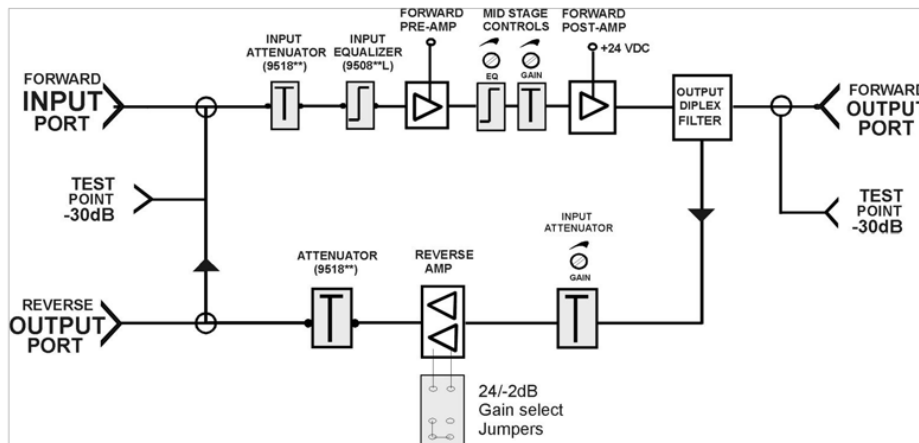 FORWARD
INPUT
PORT
INPUT
ATTENUATOR
(9518**)
INPUT
EQUALIZER
(9508**L)
FORWARD
PRE-AMP
MID STAGE
CONTROLS
EQ
GAIN
FORWARD
POST-AMP
+24 VDC
OUTPUT
DIPLEX
FILTER
FORWARD
OUTPUT
PORT
TEST
POINT
-30dB
TEST
POINT
-30dB
REVERSE
OUTPUT
PORT
ATTENUATOR
(9518**)
REVERSE
AMP
INPUT
ATTENUATOR
GAIN
24/-2dB
Gain select
Jumpers